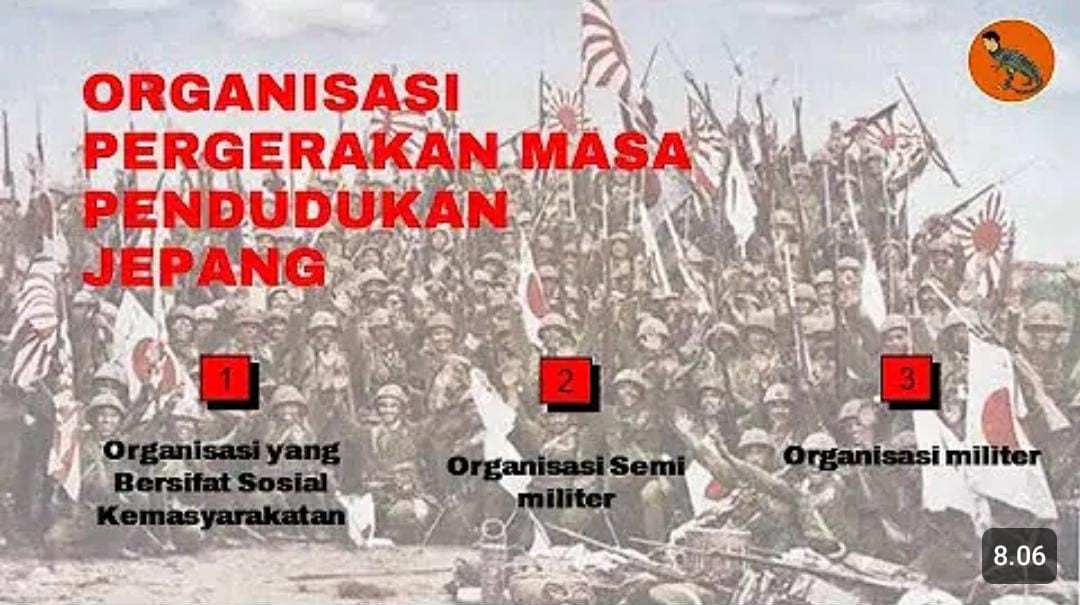 ORGANISASI
PERGERAKAN MASA
PENDUDUKAN
JEPANG
1
Organisasi yang
Bersifat Sosial
Kemasyarakatan
2
Organisasi Semi
militer
3
Organisasi militer
8.06